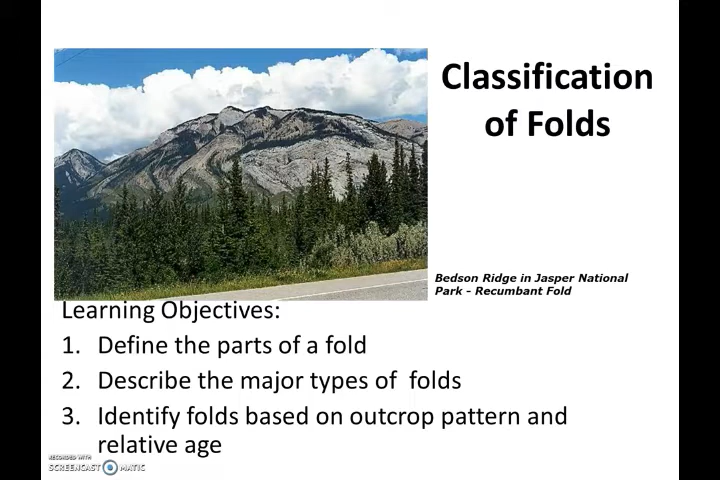 Classification
of Folds
Bedson Ridge in Jasper National
Park - Recumbant Fold
Learning Objectives:
1. Define the parts of a fold
2. Describe the major types of  folds
3. Identify folds based on outcrop pattern and
relative age
RECORDED WITH
SCREENCAST MATIC